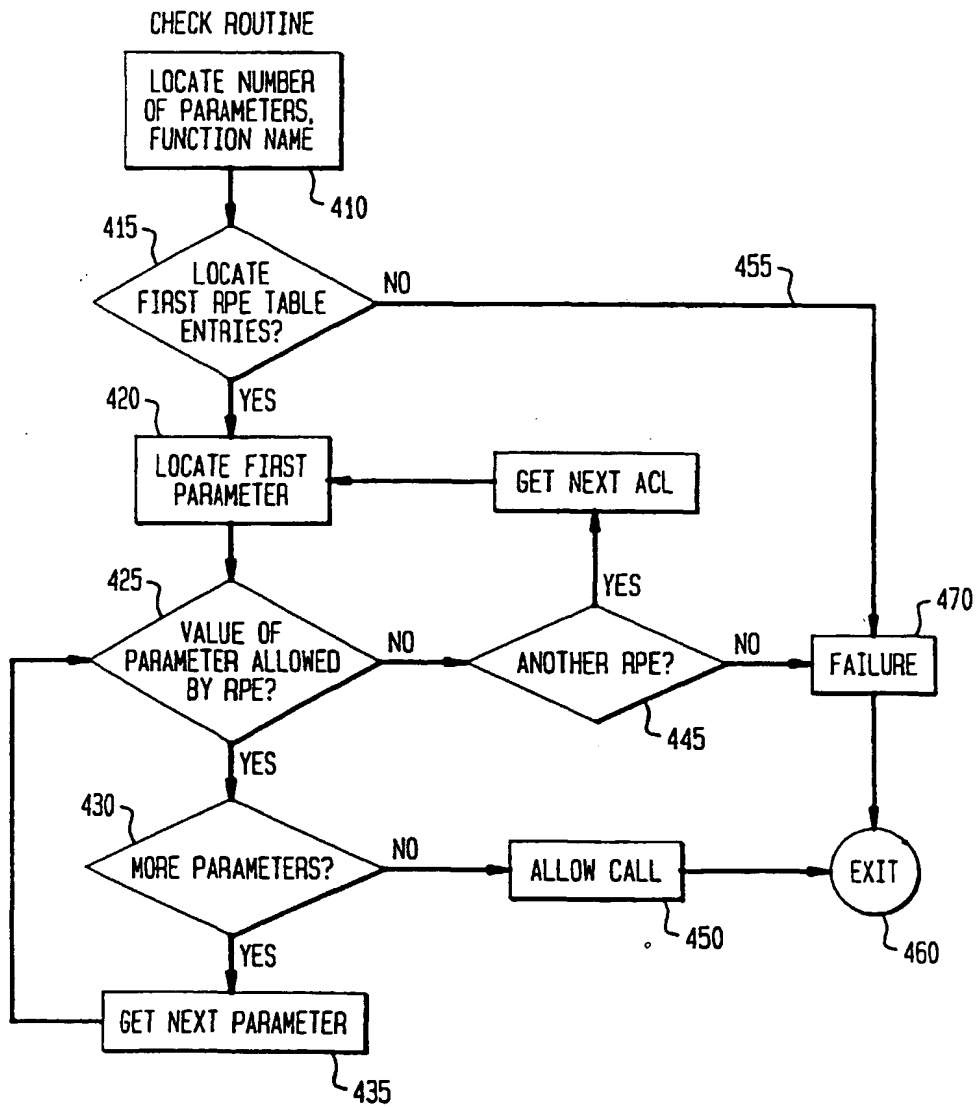 CHECK ROUTINE
LOCATE NUMBER
OF PARAMETERS,
FUNCTION NAME
410
415
LOCATE
FIRST RPE TABLE
ENTRIES?
NO
455
YES
420
LOCATE FIRST
PARAMETER
GET NEXT ACL
425
VALUE OF
PARAMETER ALLOWED
BY RPE?
NO
YES
ANOTHER RPE?
445
NO
470
FAILURE
YES
430
MORE PARAMETERS?
NO
ALLOW CALL
450
EXIT
460
YES
GET NEXT PARAMETER
435